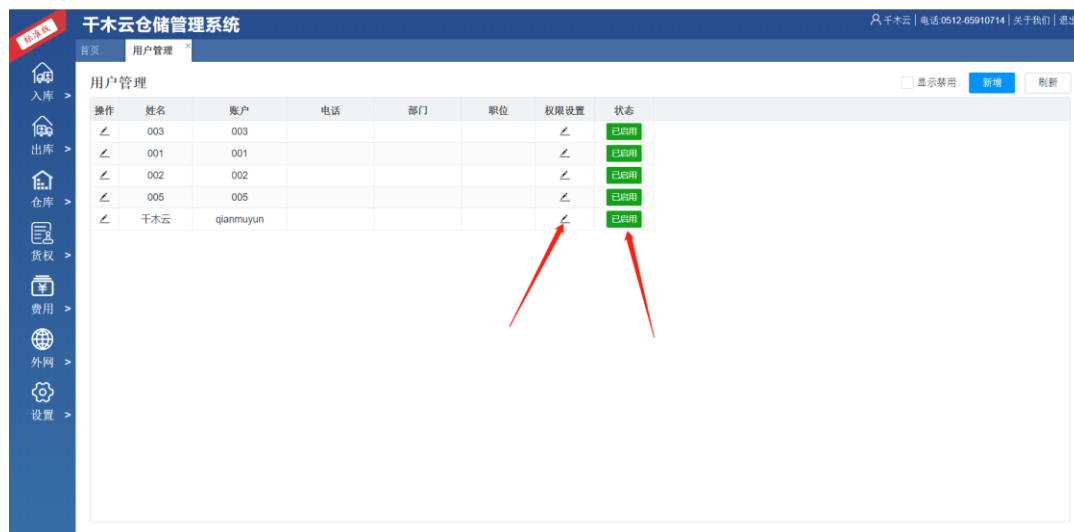 标准版
千木云仓储管理系统
千木云 | 电话:0512-65910714 | 关于我们 | 退出
首页 用户管理 ×
用户管理
显示禁用 新增 刷新
入库 >
出库 >
仓库 >
货权 >
费用 >
外网 >
设置 >
操作 姓名 账户 电话 部门 职位 权限设置 状态
003 003 已启用
001 001 已启用
002 002 已启用
005 005 已启用
千木云 qianmuyun 已启用